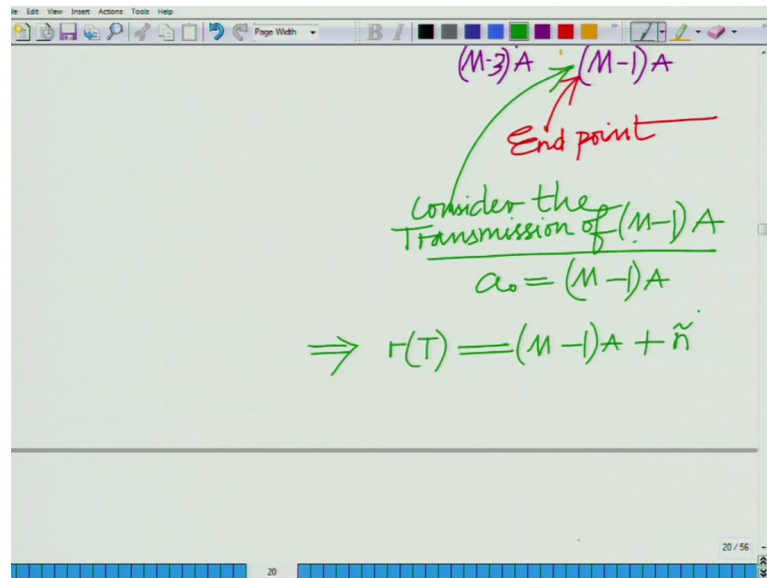 Edit View Insert Actions Tools Help
Page Width
B I
(M-3)A (M-1)A
End point
Consider the
Transmission of (M-1)A
a₀ = (M-1)A
⇒ r(T) = (M-1)A + ñ
20 / 56
20